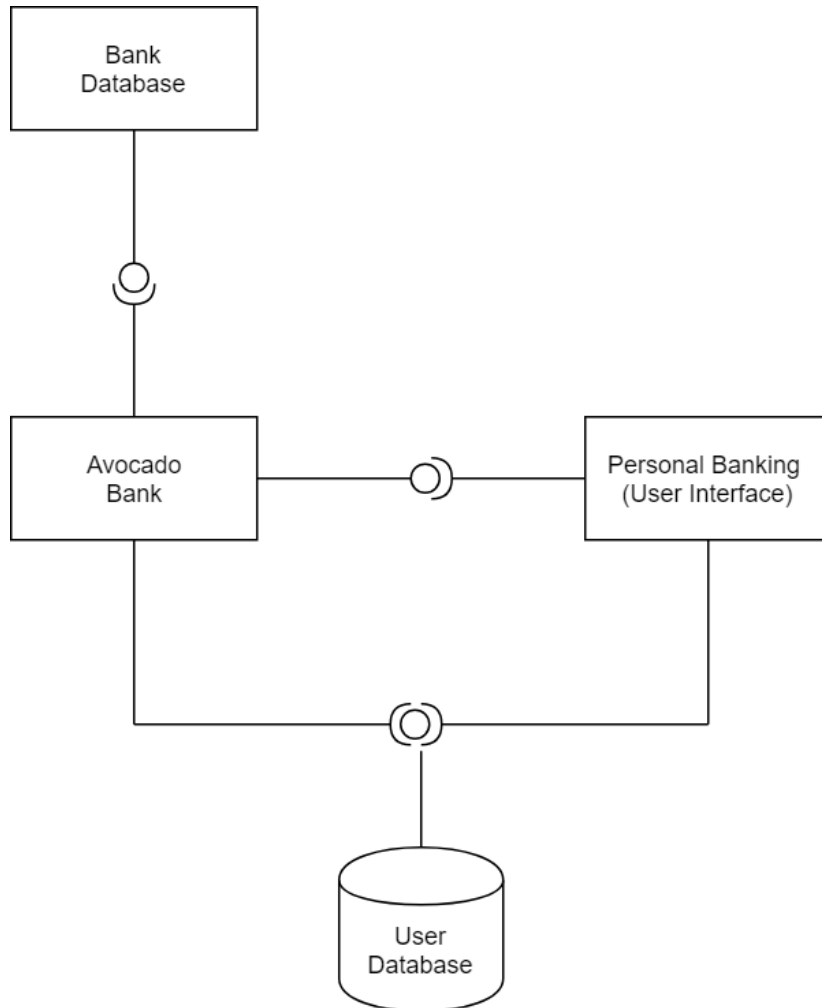 Bank
Database
Avocado
Bank
Personal Banking
(User Interface)
User
Database